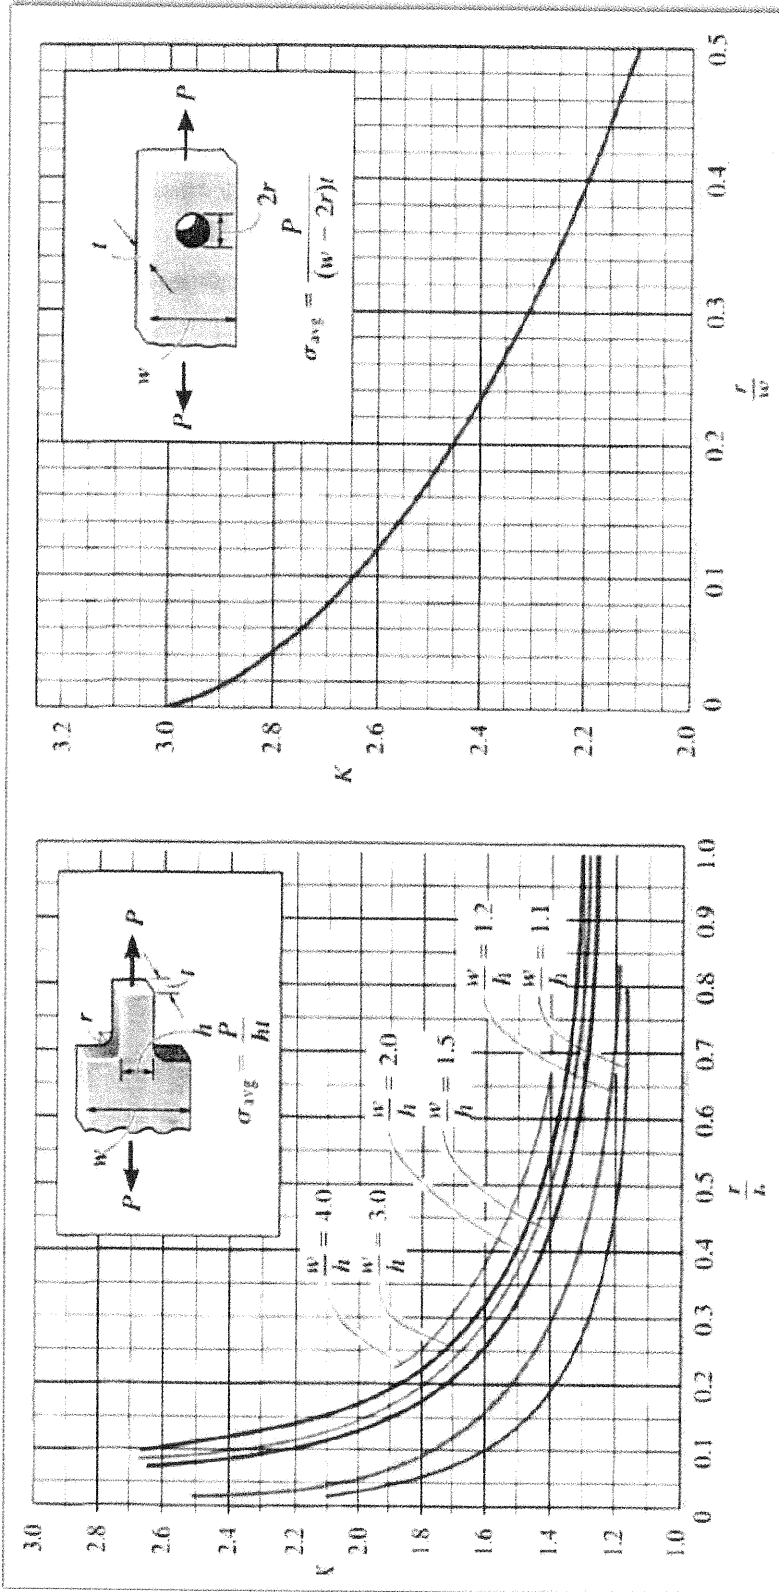 3.0
2.8
2.6
2.4
2.2
2.0
1.8
1.6
1.4
1.2
1.0
K
0
0.1
0.2
0.3
0.4
0.5
0.6
0.7
0.8
0.9
1.0
r
P
w
r
h
t
P
σavg = P/ht
w/h = 4.0
w/h = 3.0
w/h = 2.0
w/h = 1.5
w/h = 1.2
w/h = 1.1
3.2
3.0
2.8
2.6
2.4
2.2
2.0
K
0
0.1
0.2
0.3
0.4
0.5
r/w
P
w
t
2r
P
σavg = P/(w − 2r)t